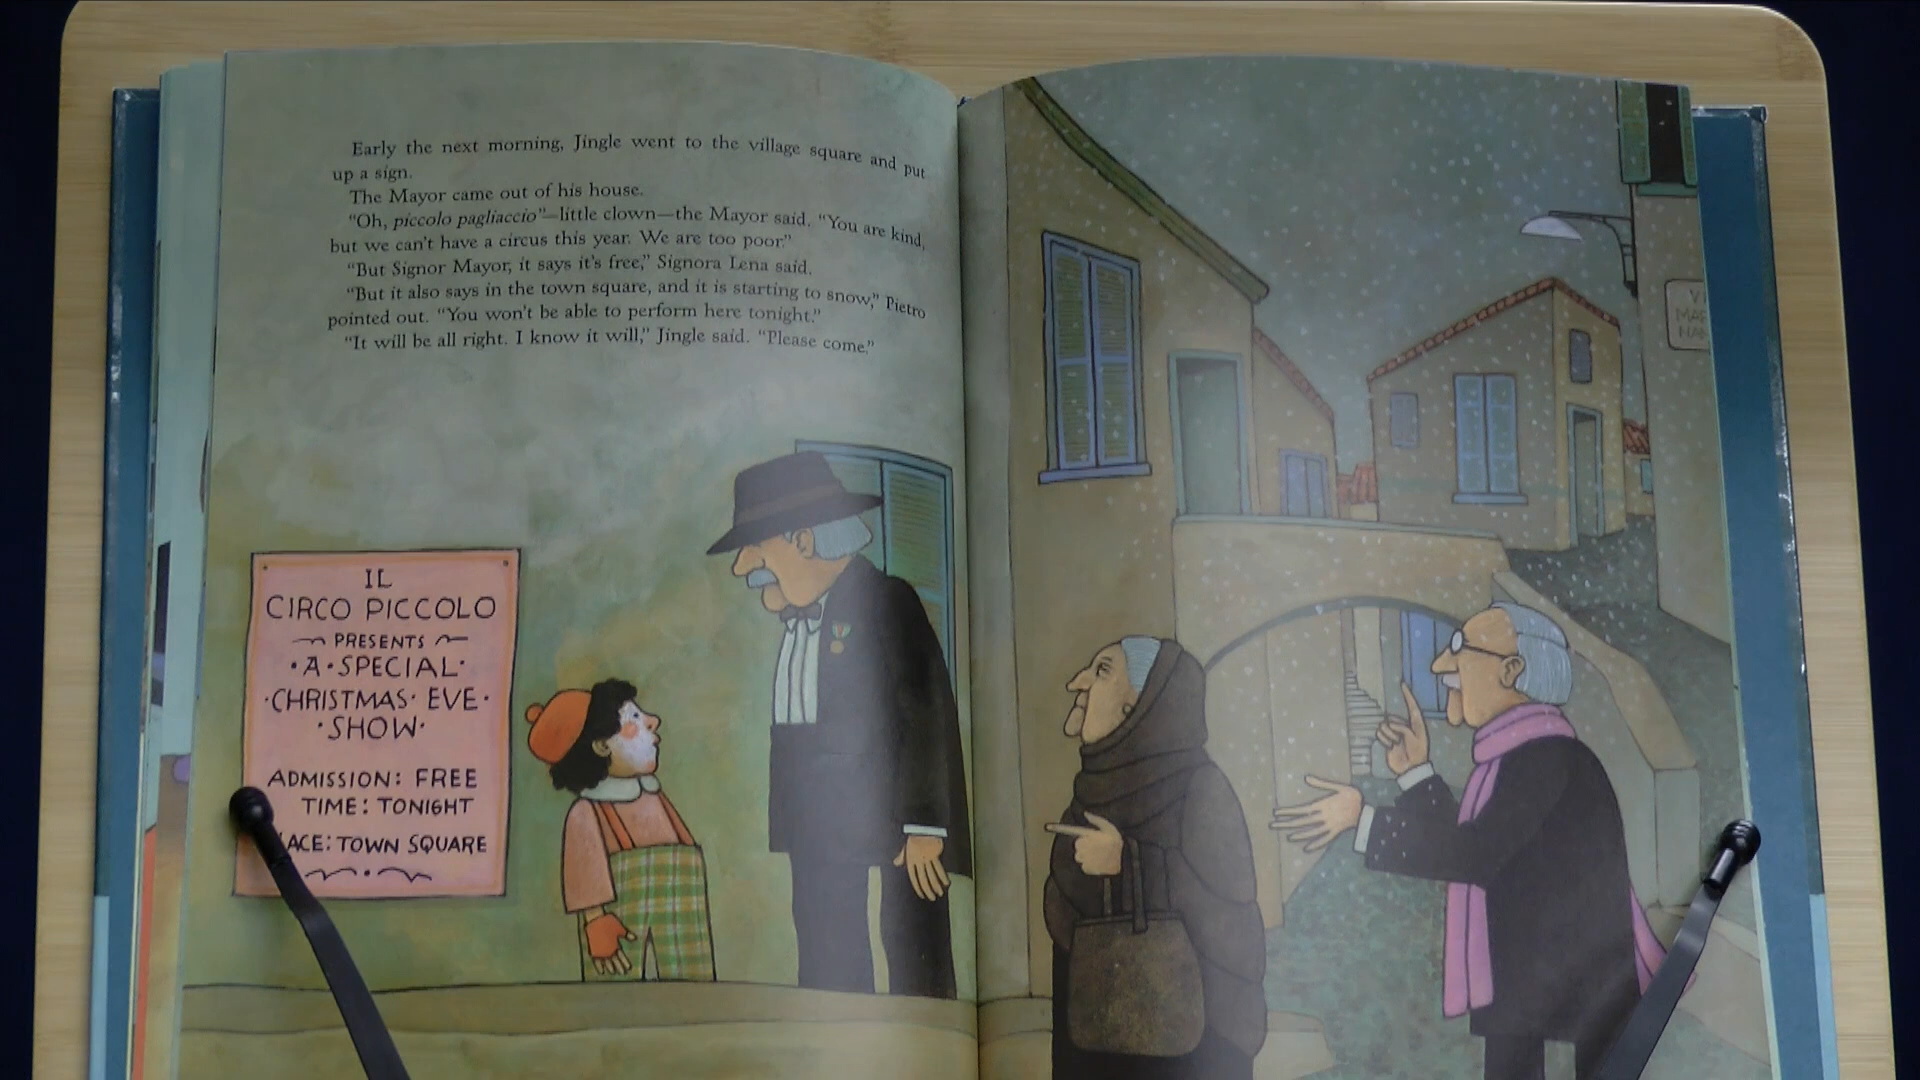 Early the next morning, Jingle went to the village square and put
up a sign.
The Mayor came out of his house.
“Oh, piccolo pagliaccio”—little clown—the Mayor said. “You are kind,
but we can't have a circus this year. We are too poor.”
“But Signor Mayor, it says it's free,” Signora Lena said.
“But it also says in the town square, and it is starting to snow,” Pietro
pointed out. “You won't be able to perform here tonight.”
“It will be all right. I know it will,” Jingle said. “Please come.”
IL
CIRCO PICCOLO
PRESENTS
·A·SPECIAL·
·CHRISTMAS· EVE·
·SHOW·
ADMISSION: FREE
TIME: TONIGHT
ACE: TOWN SQUARE